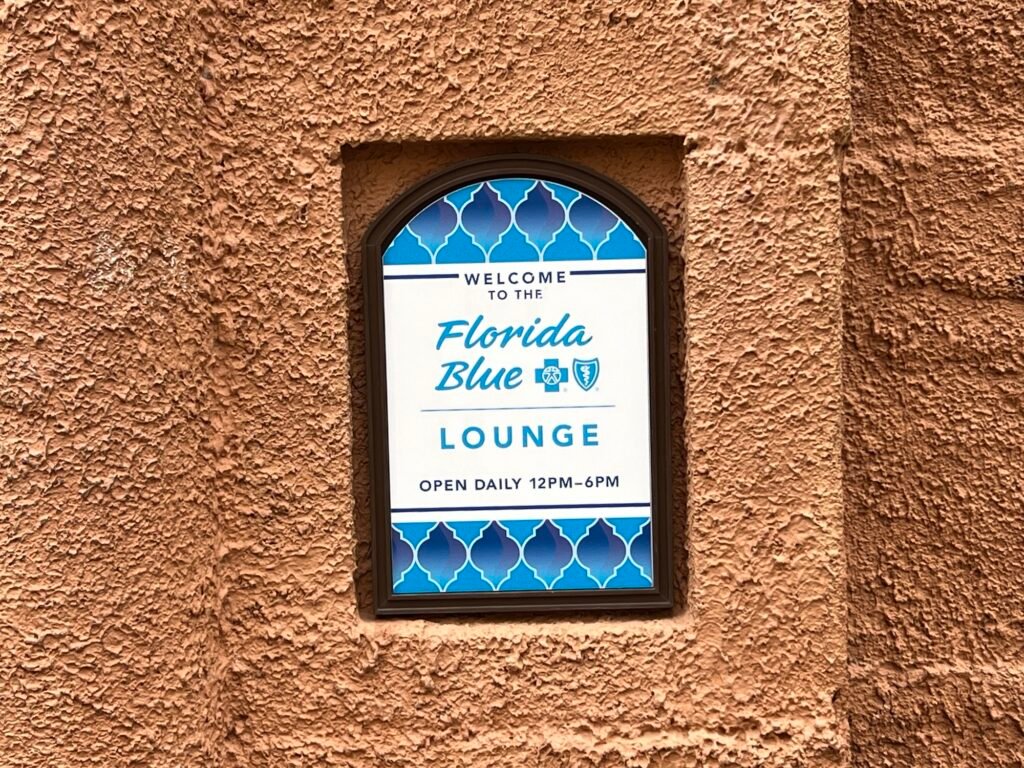 WELCOME
TO THE
Florida
Blue
LOUNGE
OPEN DAILY 12PM–6PM